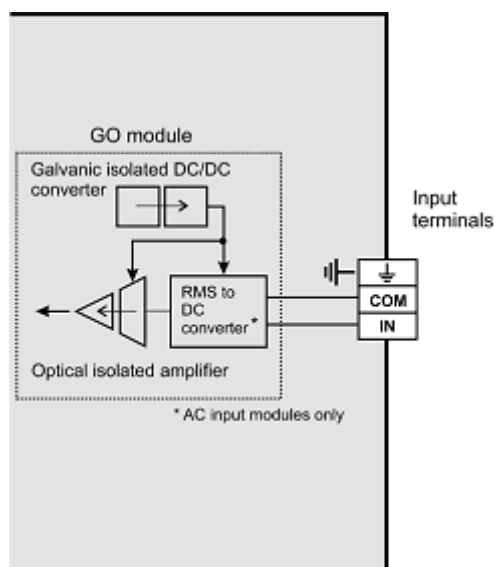 GO module
Galvanic isolated DC/DC
converter
Input
terminals
RMS to
DC
converter*
COM
IN
Optical isolated amplifier
* AC input modules only